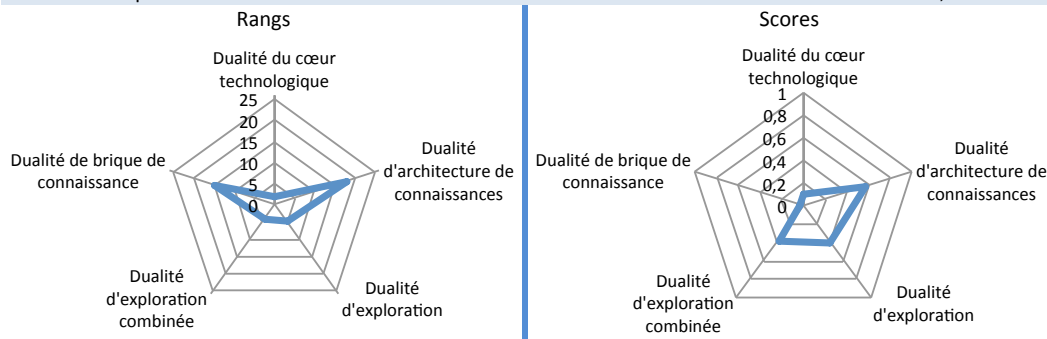 Rangs
Dualité du cœur
technologique
25
20
15
10
5
0
Dualité
d'architecture de
connaissances
Dualité
d'exploration
Dualité
d'exploration
combinée
Dualité de brique de
connaissance
Scores
Dualité du cœur
technologique
1
0,8
0,6
0,4
0,2
0
Dualité
d'architecture de
connaissances
Dualité
d'exploration
Dualité
d'exploration
combinée
Dualité de brique de
connaissance